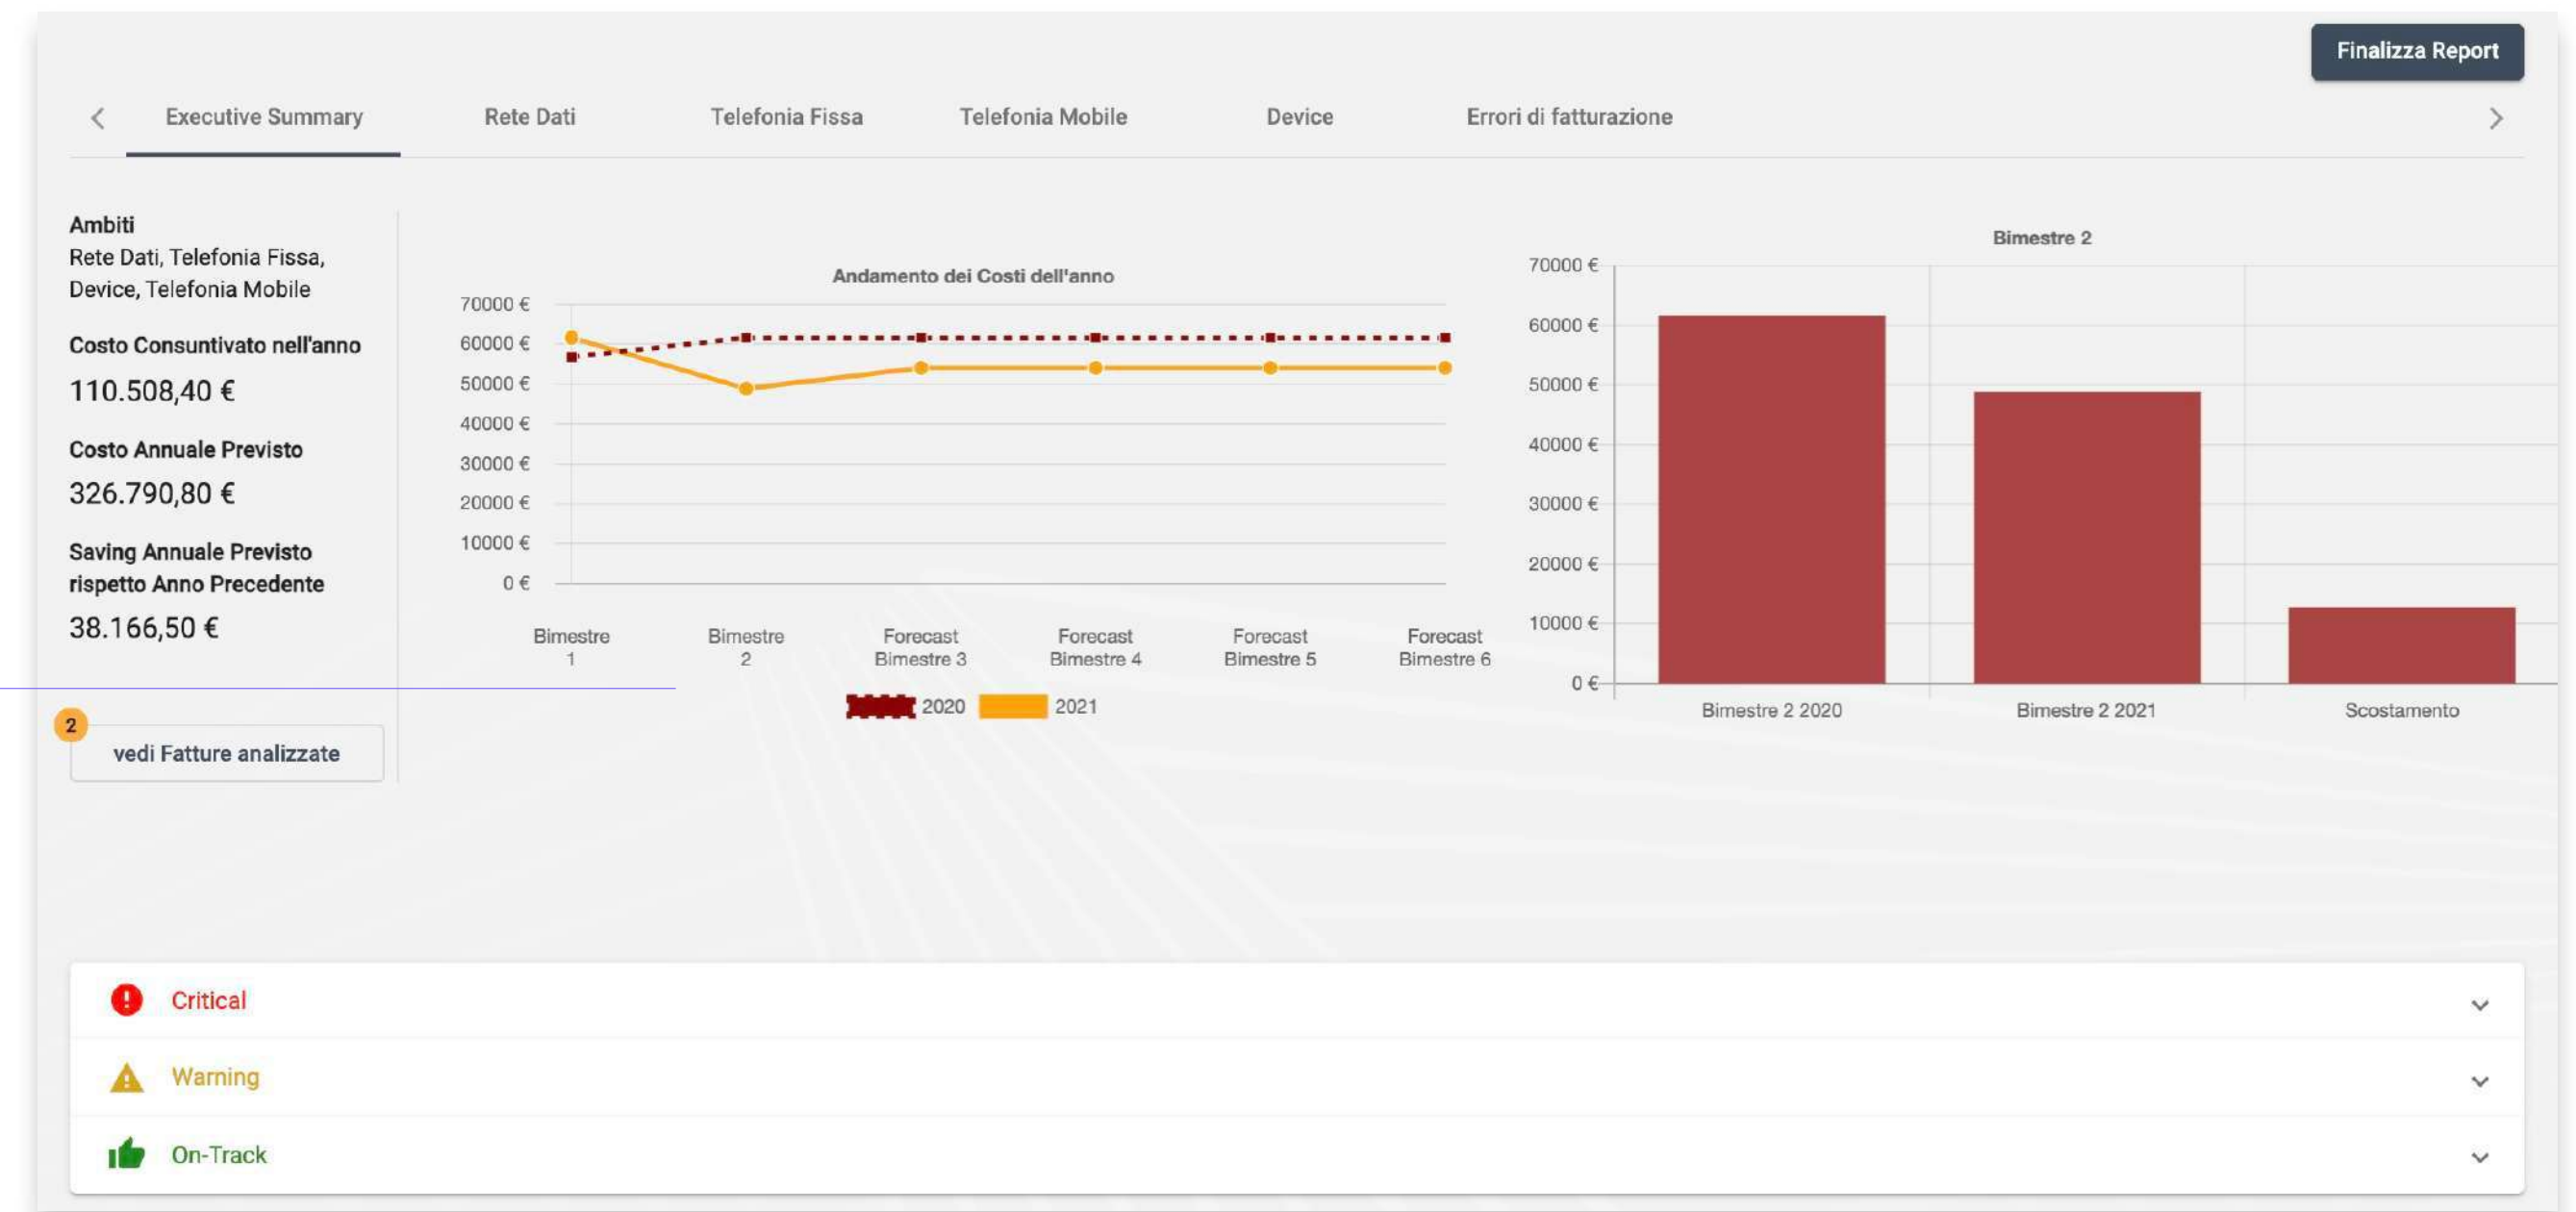 Finalizza Report
Executive Summary
Rete Dati
Telefonia Fissa
Telefonia Mobile
Device
Errori di fatturazione
Ambiti
Rete Dati, Telefonia Fissa,
Device, Telefonia Mobile
Costo Consuntivato nell'anno
110.508,40 €
Costo Annuale Previsto
326.790,80 €
Saving Annuale Previsto
rispetto Anno Precedente
38.166,50 €
2
vedi Fatture analizzate
Andamento dei Costi dell'anno
70000 €
60000 €
50000 €
40000 €
30000 €
20000 €
10000 €
0 €
Bimestre
1
Bimestre
2
Forecast
Bimestre 3
Forecast
Bimestre 4
Forecast
Bimestre 5
Forecast
Bimestre 6
2020
2021
Bimestre 2
70000 €
60000 €
50000 €
40000 €
30000 €
20000 €
10000 €
0 €
Bimestre 2 2020
Bimestre 2 2021
Scostamento
Critical
Warning
On-Track